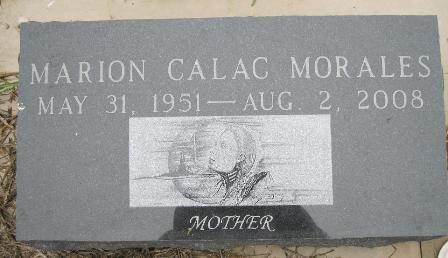 MARION CALAC MORALES
MAY 31, 1951 — AUG. 2, 2008
MOTHER